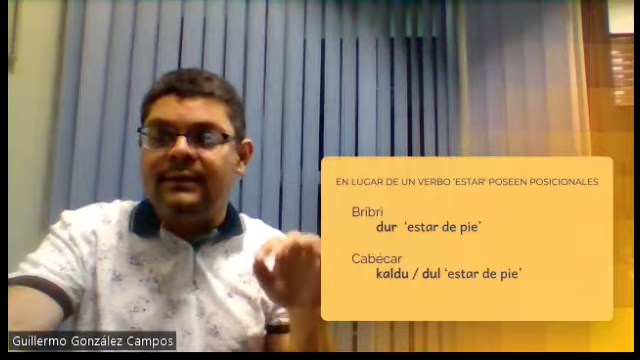 EN LUGAR DE UN VERBO 'ESTAR' POSEEN POSICIONALES
Bribri
dur 'estar de pie'
Cabécar
kaldu / dul 'estar de pie'
Guillermo González Campos